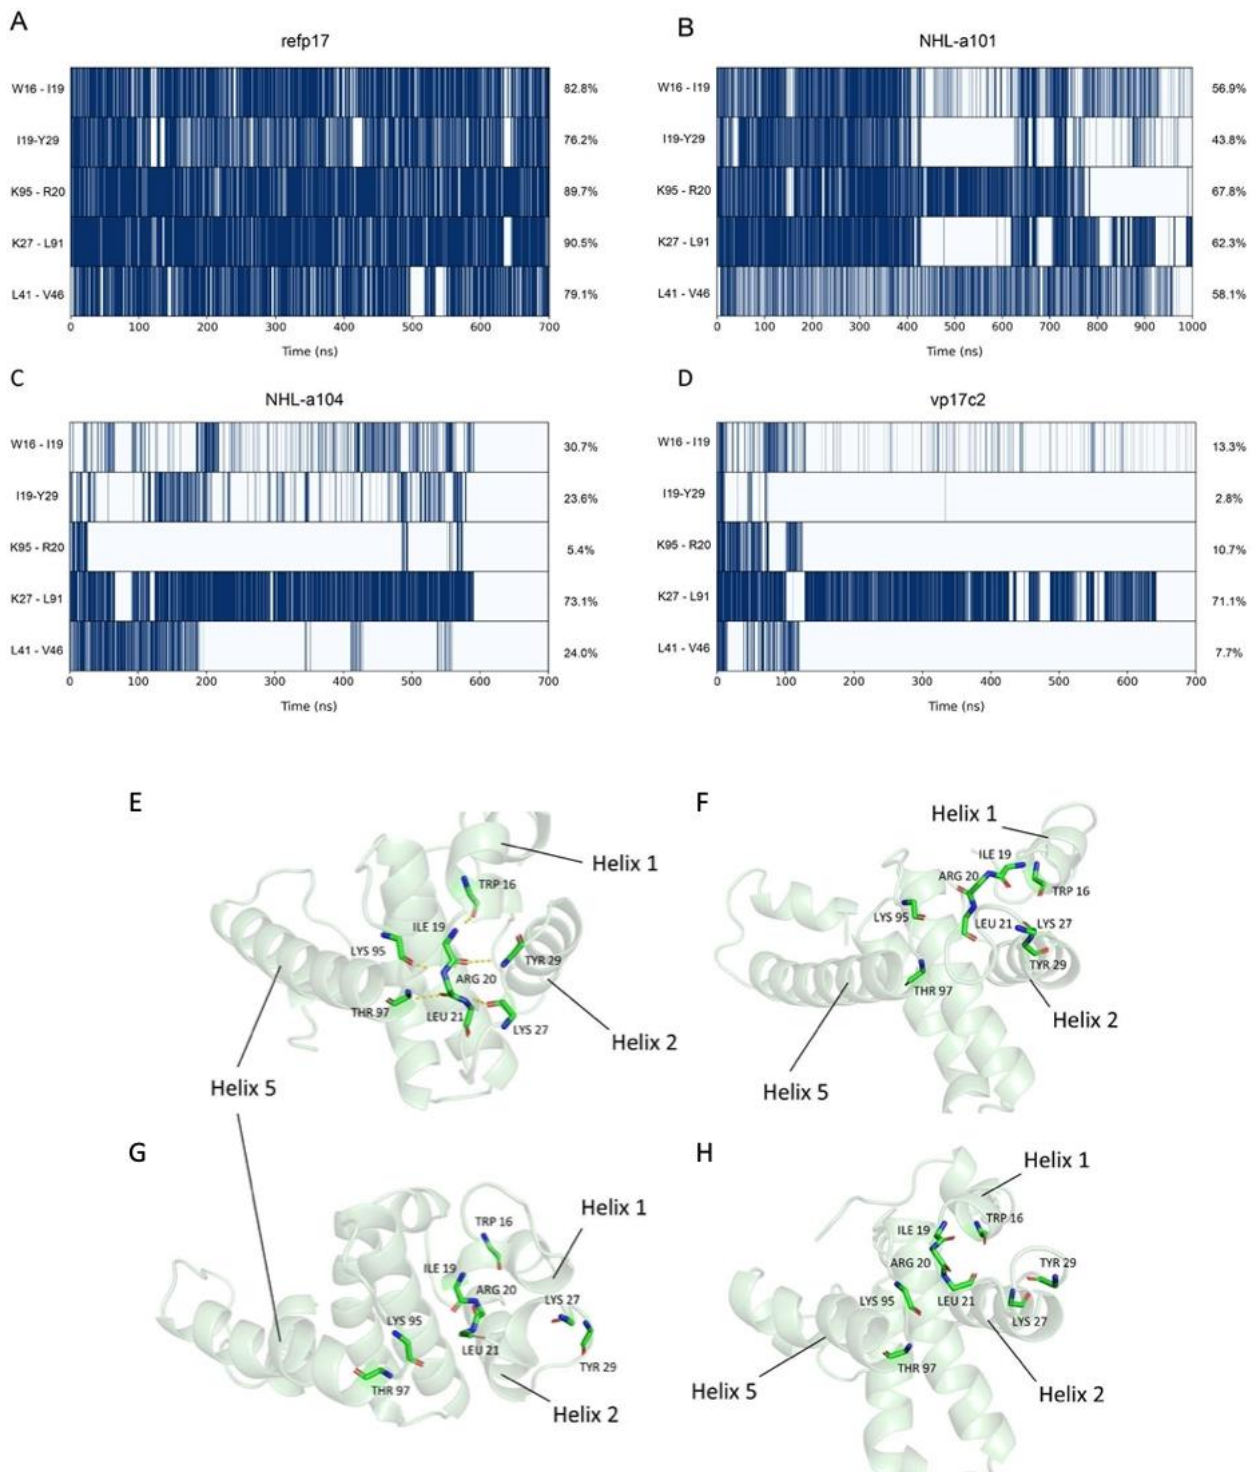 A
refp17
W16 - I19
82.8%
I19-Y29
76.2%
K95 - R20
89.7%
K27 - L91
90.5%
L41 - V46
79.1%
0 100 200 300 400 500 600 700
Time (ns)
B
NHL-a101
W16 - I19
56.9%
I19-Y29
43.8%
K95 - R20
67.8%
K27 - L91
62.3%
L41 - V46
58.1%
0 100 200 300 400 500 600 700 800 900 1000
Time (ns)
C
NHL-a104
W16 - I19
30.7%
I19-Y29
23.6%
K95 - R20
5.4%
K27 - L91
73.1%
L41 - V46
24.0%
0 100 200 300 400 500 600 700
Time (ns)
D
vp17c2
W16 - I19
13.3%
I19-Y29
2.8%
K95 - R20
10.7%
K27 - L91
71.1%
L41 - V46
7.7%
0 100 200 300 400 500 600 700
Time (ns)
E
Helix 1
TRP 16
ILE 19
LYS 95
TYR 29
ARG 20
THR 97
LEU 21
LYS 27
Helix 2
Helix 5
F
Helix 1
ILE 19
ARG 20
TRP 16
LYS 95
LEU 21
LYS 27
TYR 29
THR 97
Helix 2
Helix 5
G
Helix 1
TRP 16
ILE 19
ARG 20
LYS 27
LYS 95
LEU 21
TYR 29
THR 97
Helix 2
H
Helix 1
TRP 16
ILE 19
ARG 20
TYR 29
LYS 95
LEU 21
LYS 27
THR 97
Helix 5
Helix 2